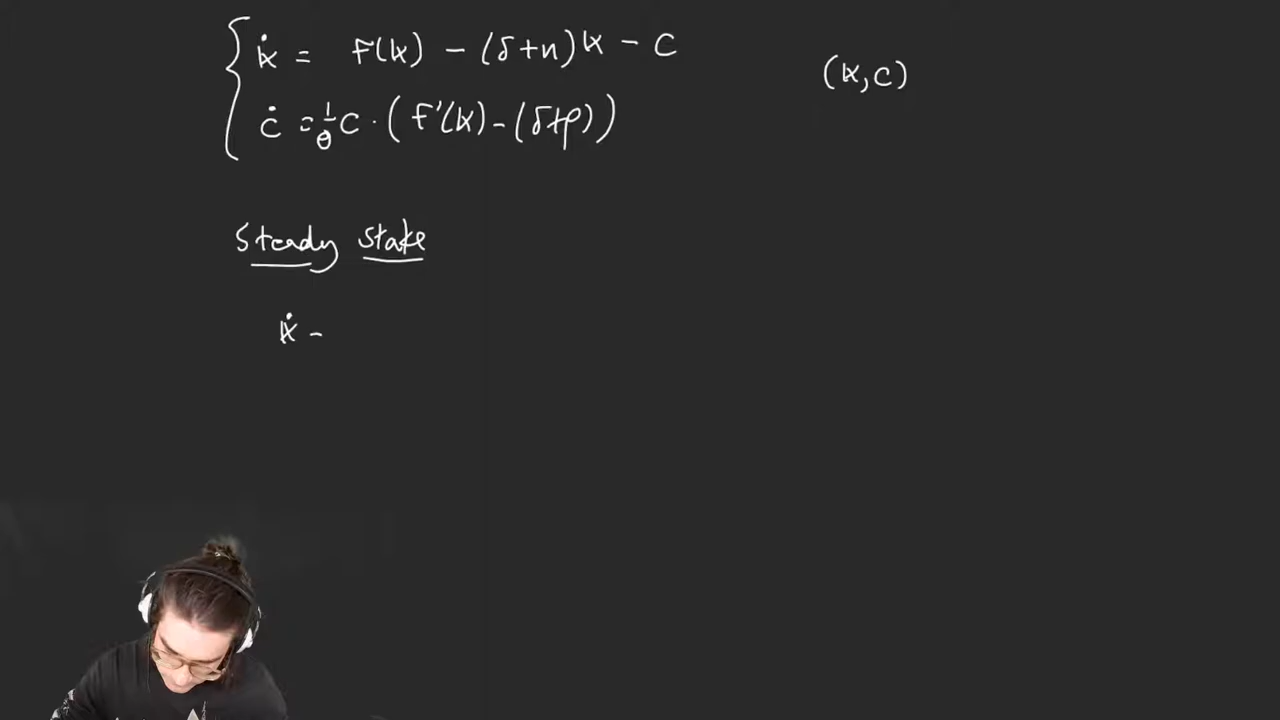 k̇ = F(k) - (δ+n)k - c
(k,c)
ċ = 1/θ c · (F'(k) - (δ+ρ))
Steady state
k̇ -